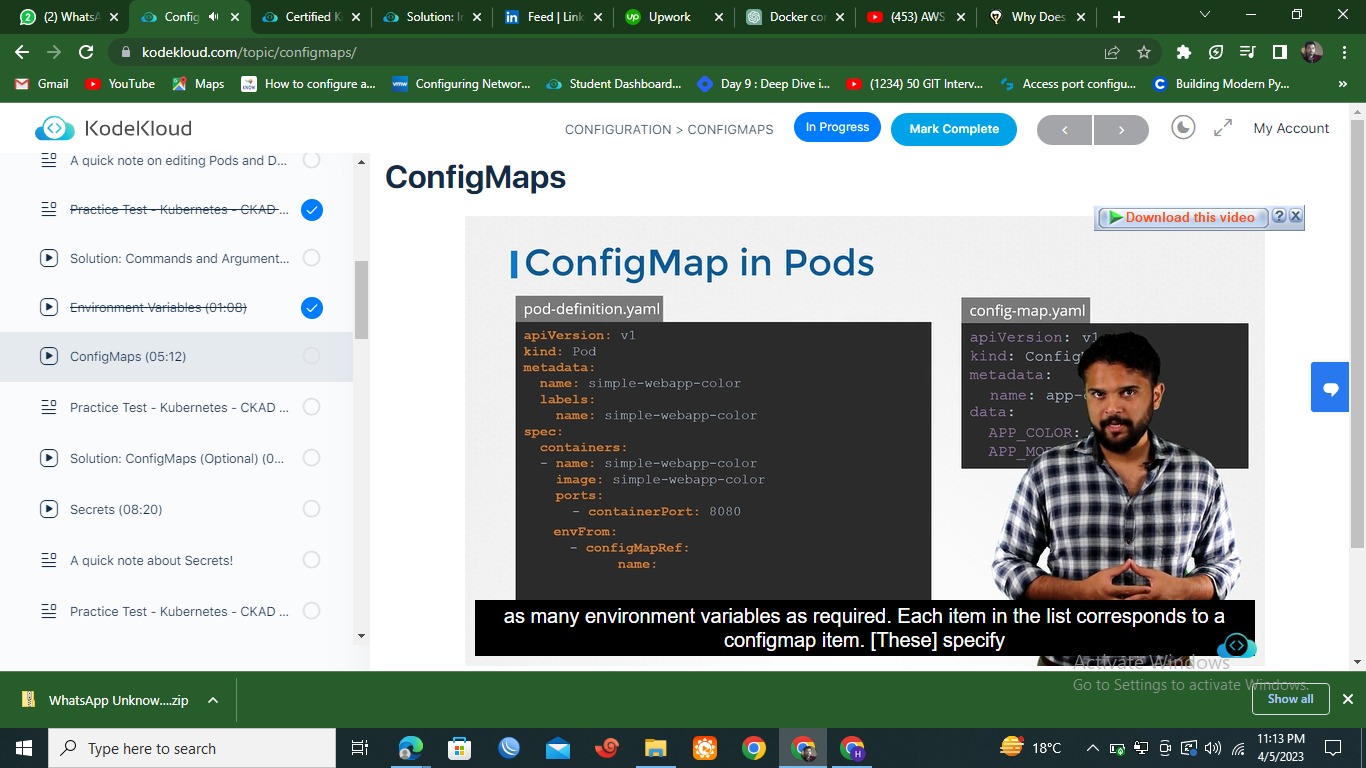 (2) WhatsA
Config
Certified K
Solution: I
Feed | Link
Upwork
Docker co
(453) AWS
Why Does
kodekloud.com/topic/configmaps/
Gmail
YouTube
Maps
How to configure a...
Configuring Networ...
Student Dashboard...
Day 9 : Deep Dive i...
(1234) 50 GIT Interv...
Access port configu...
Building Modern Py...
»
KodeKloud
CONFIGURATION > CONFIGMAPS
In Progress
Mark Complete
My Account
A quick note on editing Pods and D...
Practice Test - Kubernetes - CKAD ...
Solution: Commands and Argument...
Environment Variables (01:08)
ConfigMaps (05:12)
Practice Test - Kubernetes - CKAD ...
Solution: ConfigMaps (Optional) (0...
Secrets (08:20)
A quick note about Secrets!
Practice Test - Kubernetes - CKAD ...
ConfigMaps
Download this video
? X
ConfigMap in Pods
pod-definition.yaml
apiVersion: v1
kind: Pod
metadata:
name: simple-webapp-color
labels:
name: simple-webapp-color
spec:
containers:
- name: simple-webapp-color
image: simple-webapp-color
ports:
- containerPort: 8080
envFrom:
- configMapRef:
name:
config-map.yaml
apiVersion: v1
kind: Config
metadata:
name: app-
data:
APP_COLOR:
APP_MO
as many environment variables as required. Each item in the list corresponds to a
configmap item. [These] specify
Activate Windows
Go to Settings to activate Windows.
WhatsApp Unknow....zip
Show all
Type here to search
18°C
11:13 PM
4/5/2023